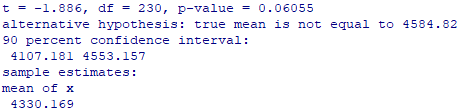 t = -1.886, df = 230, p-value = 0.06055
alternative hypothesis: true mean is not equal to 4584.82
90 percent confidence interval:
4107.181 4553.157
sample estimates:
mean of x
4330.169